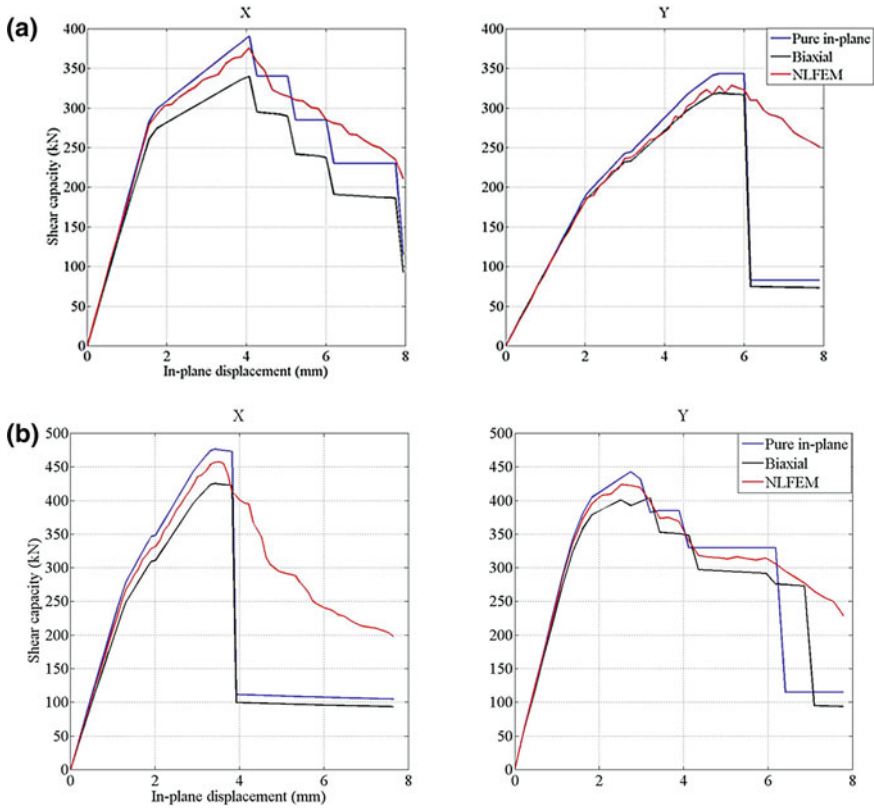 (a)
X
Shear capacity (kN)
400
350
300
250
200
150
100
50
0
0 2 4 6 8
In-plane displacement (mm)
Y
400
350
300
250
200
150
100
50
0
0 2 4 6 8
Pure in-plane
Biaxial
NLFEM
(b)
X
Shear capacity (kN)
500
450
400
350
300
250
200
150
100
50
0
0 2 4 6 8
In-plane displacement (mm)
Y
500
450
400
350
300
250
200
150
100
50
0
0 2 4 6 8
Pure in-plane
Biaxial
NLFEM